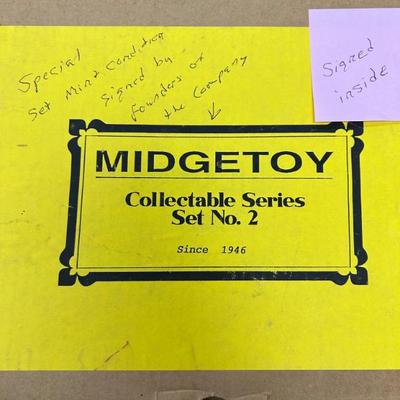 Special
Set Mint Condition
Signed by
founders of
the Company
Signed
inside
MIDGETOY
Collectable Series
Set No. 2
Since 1946